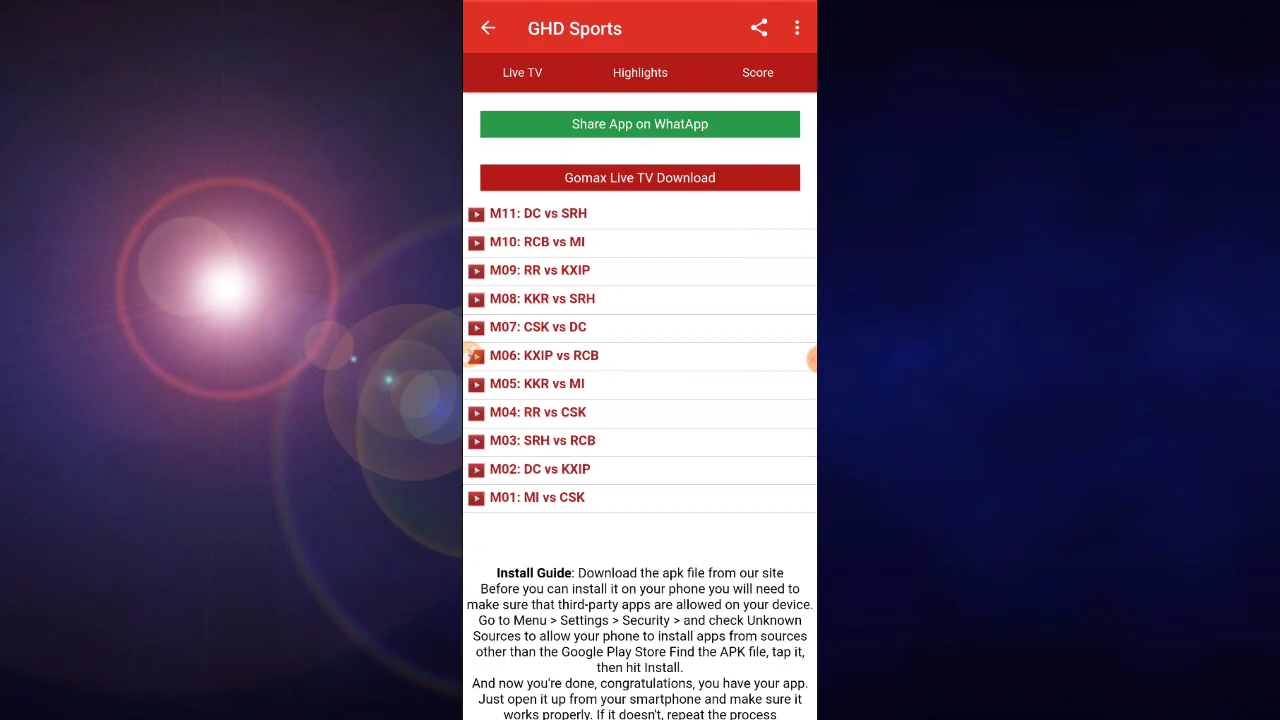 GHD Sports
Live TV
Highlights
Score
Share App on WhatApp
Gomax Live TV Download
M11: DC vs SRH
M10: RCB vs MI
M09: RR vs KXIP
M08: KKR vs SRH
M07: CSK vs DC
M06: KXIP vs RCB
M05: KKR vs MI
M04: RR vs CSK
M03: SRH vs RCB
M02: DC vs KXIP
M01: MI vs CSK
Install Guide: Download the apk file from our site
Before you can install it on your phone you will need to
make sure that third-party apps are allowed on your device.
Go to Menu > Settings > Security > and check Unknown
Sources to allow your phone to install apps from sources
other than the Google Play Store Find the APK file, tap it,
then hit Install.
And now you're done, congratulations, you have your app.
Just open it up from your smartphone and make sure it
works properly. If it doesn't, repeat the process